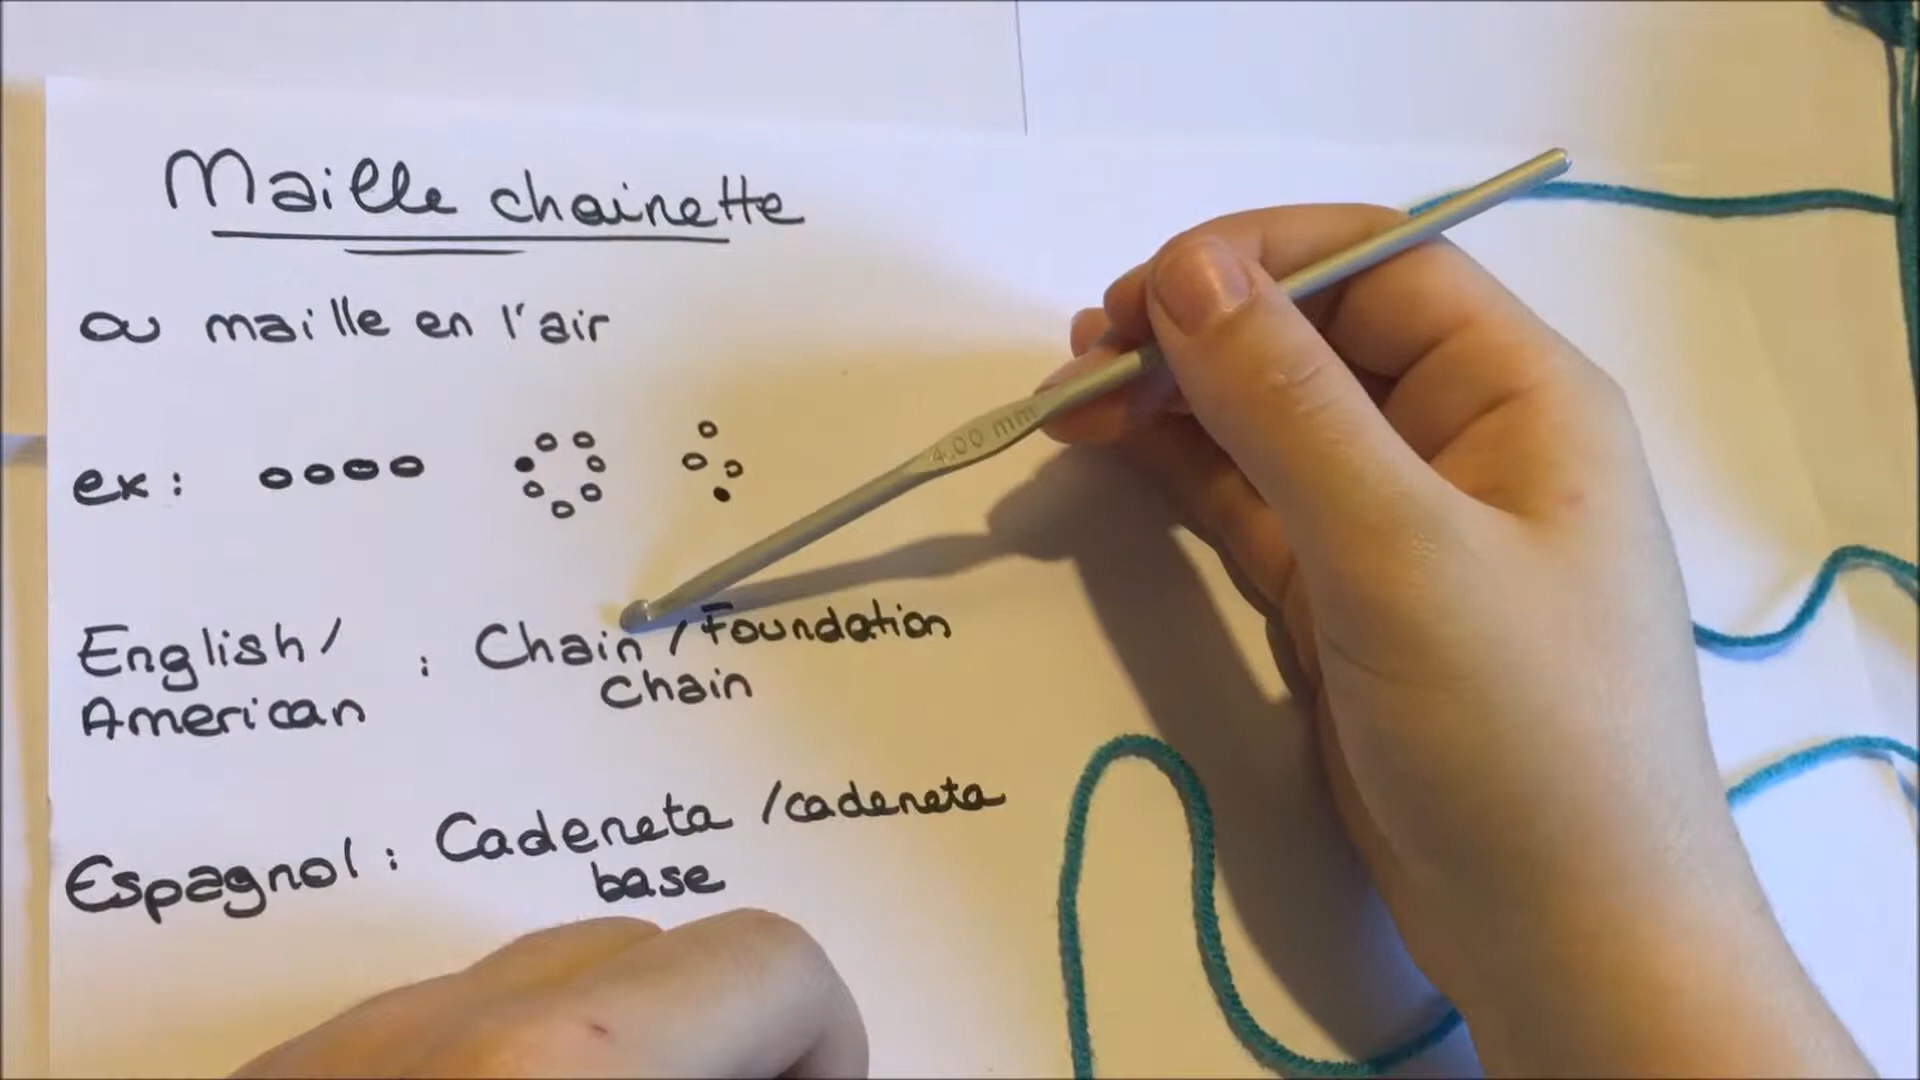 Maille chainette
ou maille en l'air
ex :
4.00 mm
English/
American : Chain / Foundation
chain
Espagnol : Cadeneta / cadeneta
base